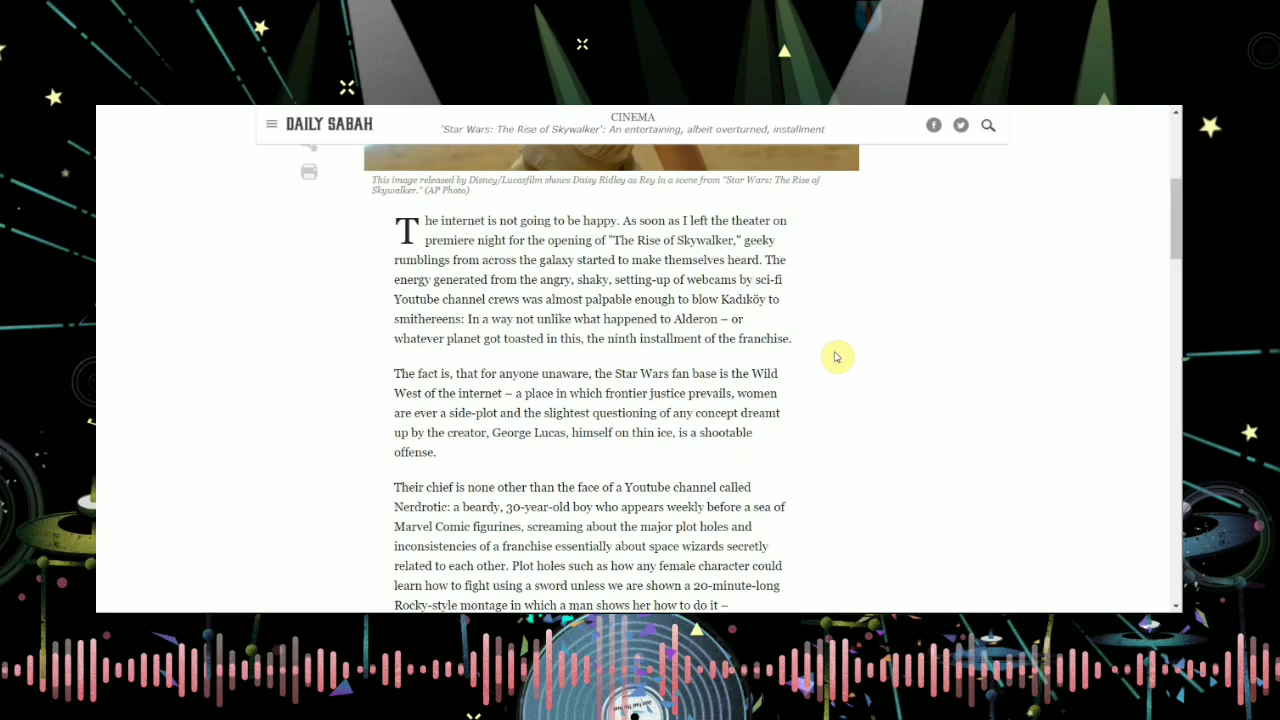 DAILY SABAH
CINEMA
'Star Wars: The Rise of Skywalker': An entertaining, albeit overturned, installment
This image released by Disney/Lucasfilm shows Daisy Ridley as Rey in a scene from "Star Wars: The Rise of
Skywalker." (AP Photo)
The internet is not going to be happy. As soon as I left the theater on
premiere night for the opening of "The Rise of Skywalker," geeky
rumblings from across the galaxy started to make themselves heard. The
energy generated from the angry, shaky, setting-up of webcams by sci-fi
Youtube channel crews was almost palpable enough to blow Kadıköy to
smithereens: In a way not unlike what happened to Alderon – or
whatever planet got toasted in this, the ninth installment of the franchise.
The fact is, that for anyone unaware, the Star Wars fan base is the Wild
West of the internet – a place in which frontier justice prevails, women
are ever a side-plot and the slightest questioning of any concept dreamt
up by the creator, George Lucas, himself on thin ice, is a shootable
offense.
Their chief is none other than the face of a Youtube channel called
Nerdrotic: a beardy, 30-year-old boy who appears weekly before a sea of
Marvel Comic figurines, screaming about the major plot holes and
inconsistencies of a franchise essentially about space wizards secretly
related to each other. Plot holes such as how any female character could
learn how to fight using a sword unless we are shown a 20-minute-long
Rocky-style montage in which a man shows her how to do it –